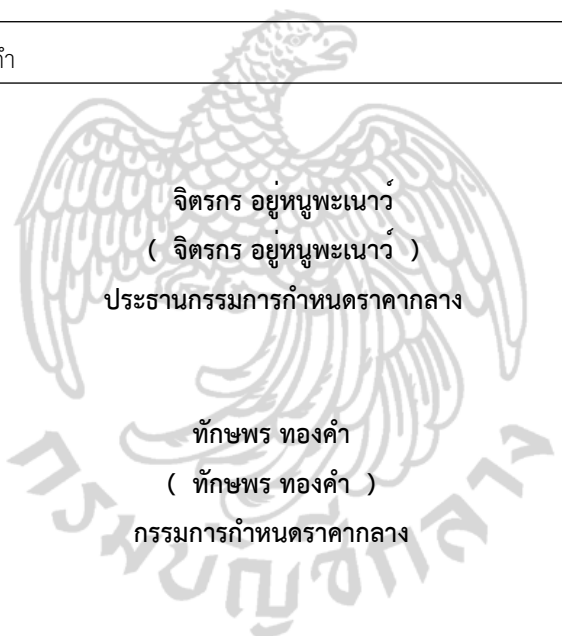 คำ
จิตรกร อยู่หนูพะเนาว์
( จิตรกร อยู่หนูพะเนาว์ )
ประธานกรรมการกำหนดราคากลาง
ทักษพร ทองคำ
( ทักษพร ทองคำ )
กรรมการกำหนดราคากลาง
กรมบัญชีกลาง